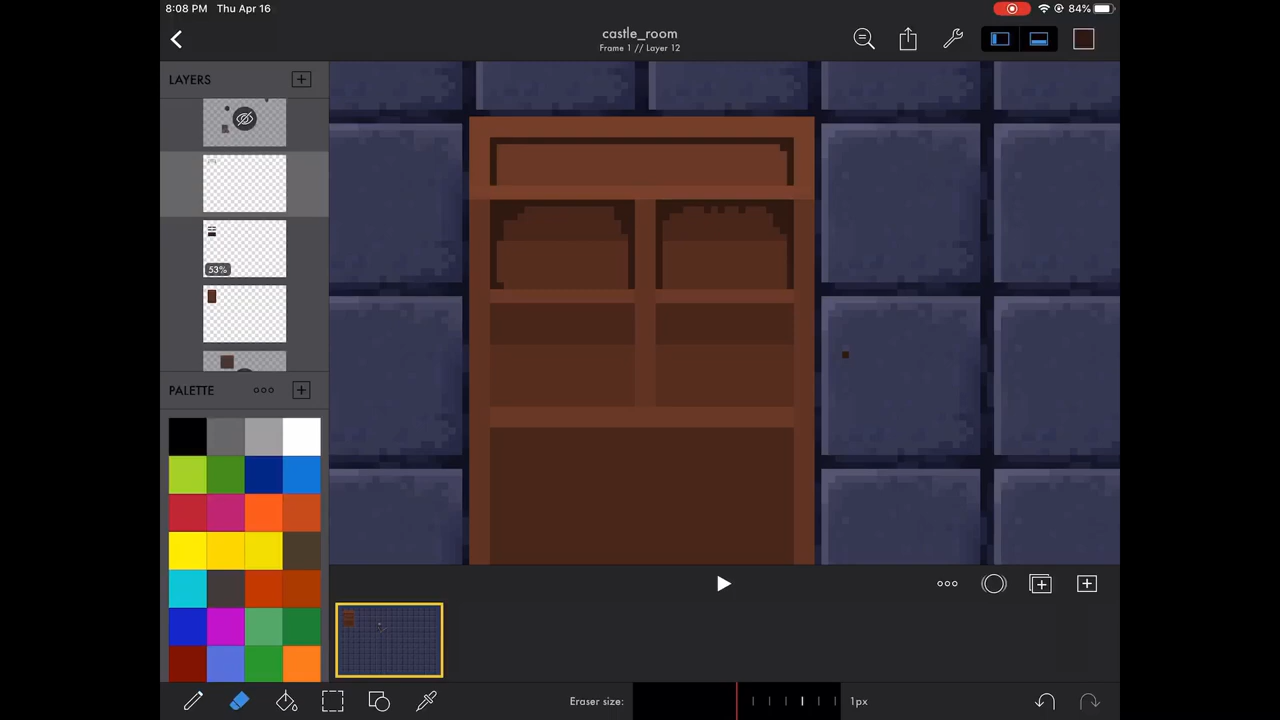 8:08 PM Thu Apr 16
84%
castle_room
Frame 1 // Layer 12
LAYERS
53%
PALETTE
Eraser size:
1px